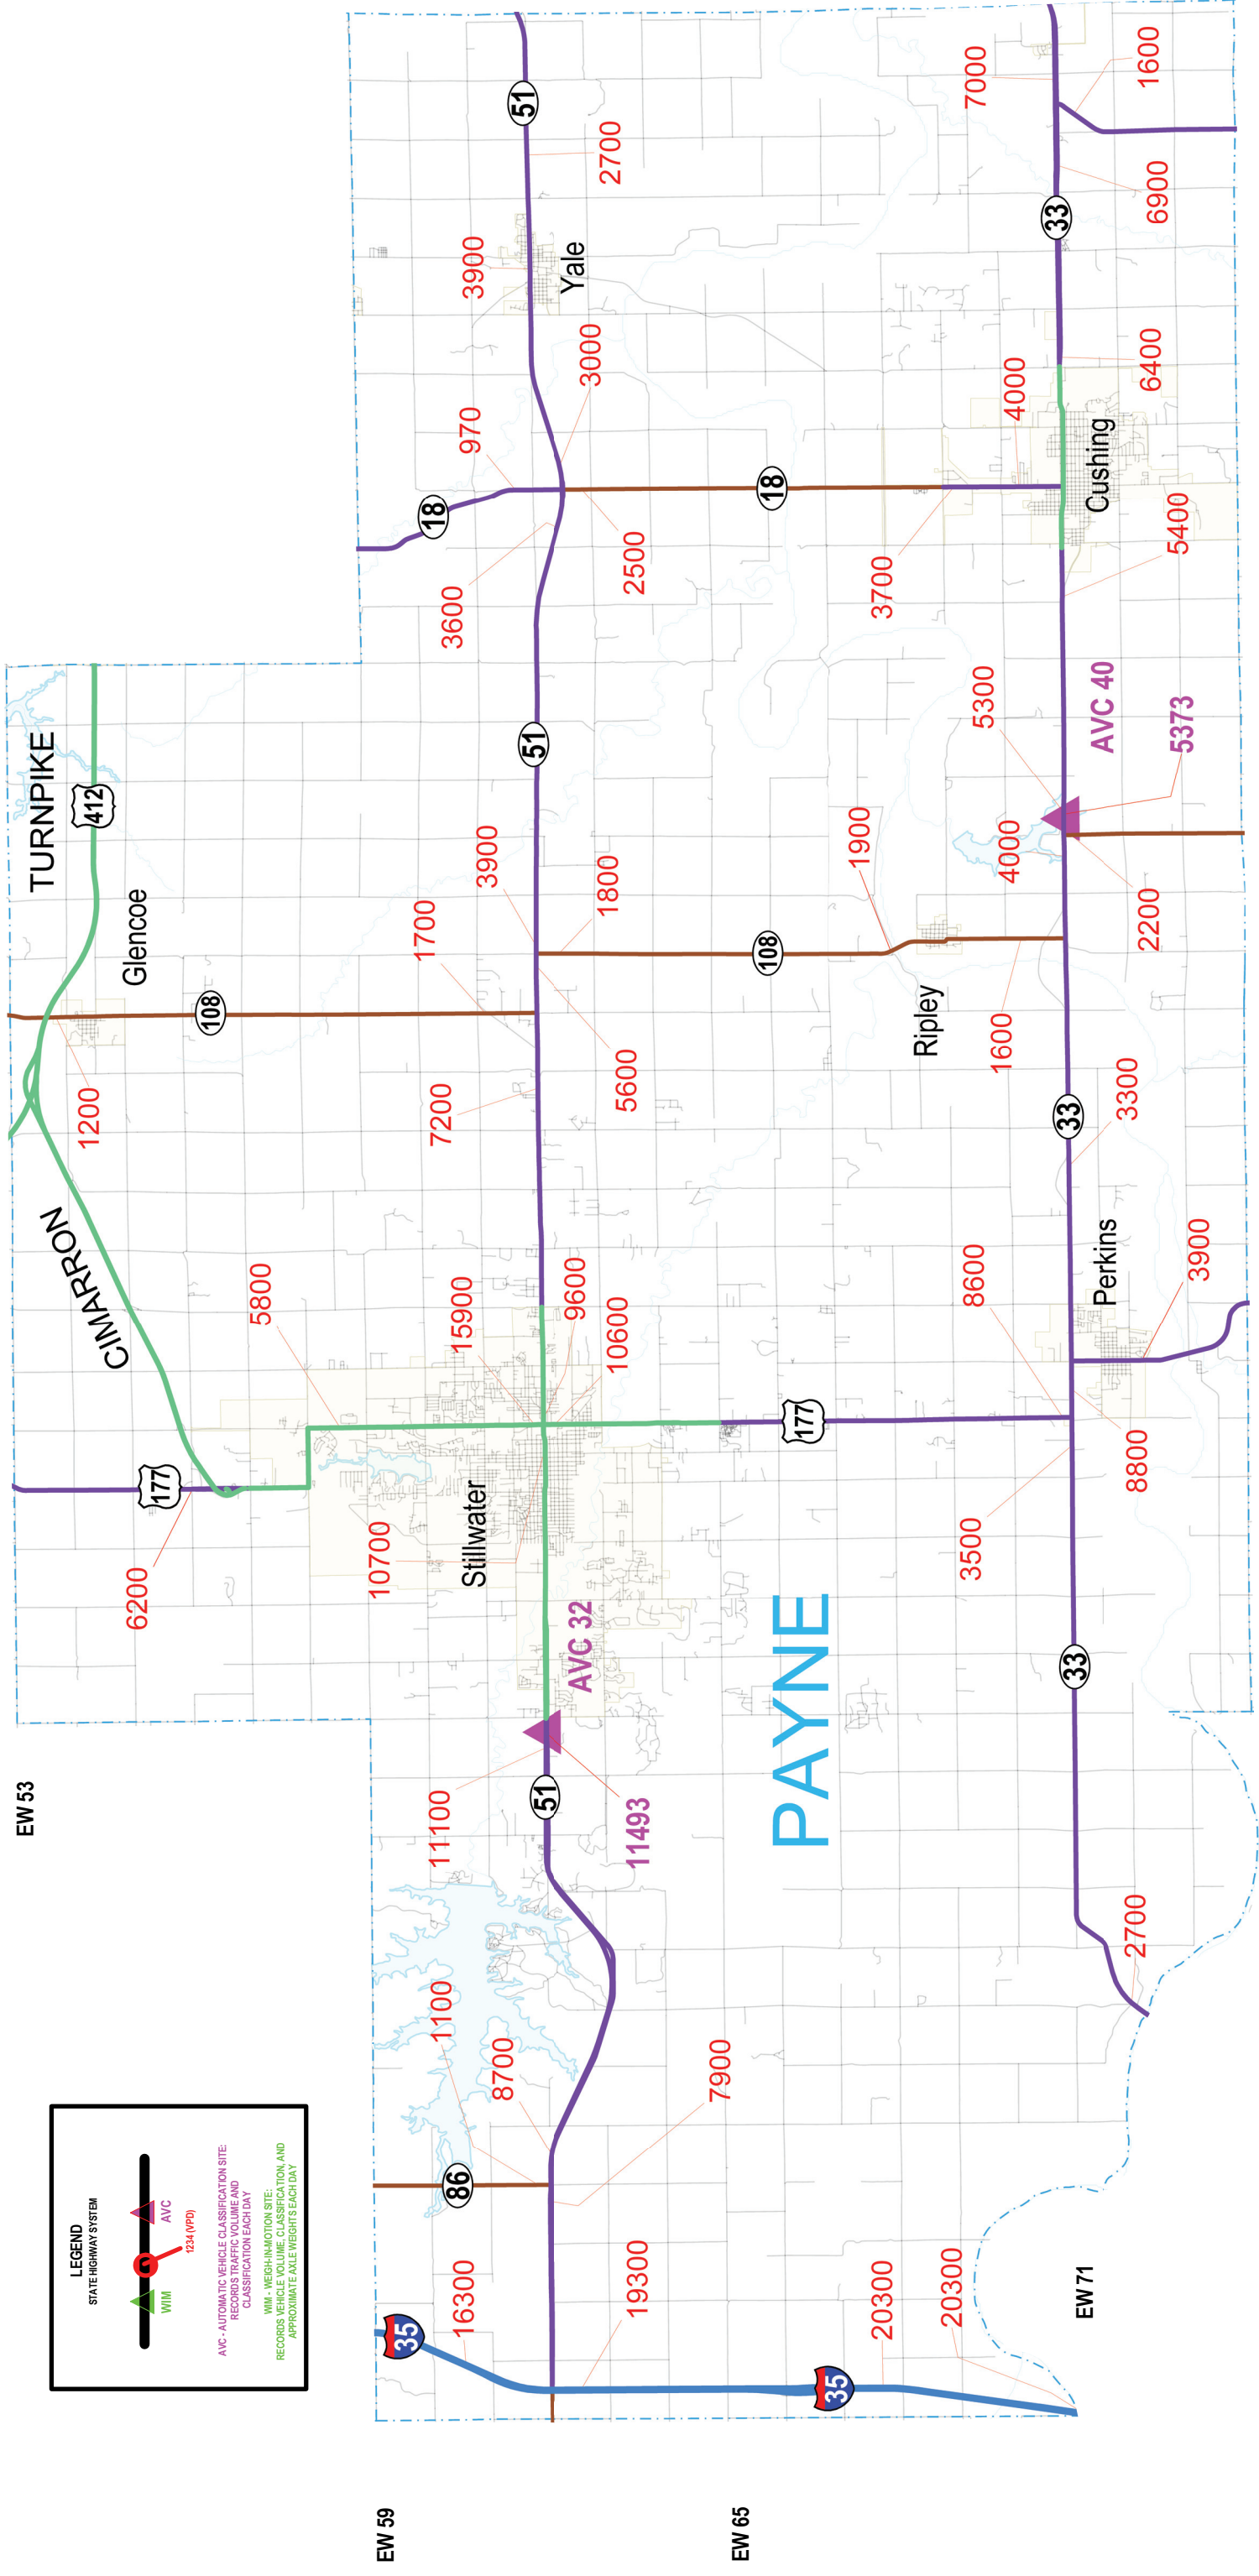 LEGEND
STATE HIGHWAY SYSTEM
WIM
AVC
1234 (VPD)
AVC - AUTOMATIC VEHICLE CLASSIFICATION SITE:
RECORDS TRAFFIC VOLUME AND
CLASSIFICATION EACH DAY
WIM - WEIGH-IN-MOTION SITE:
RECORDS VEHICLE VOLUME, CLASSIFICATION, AND
APPROXIMATE AXLE WEIGHTS EACH DAY
EW 53
EW 59
EW 65
EW 71
PAYNE
CIMARRON
TURNPIKE
412
Glencoe
108
1200
177
6200
5800
1700
108
Stillwater
10700
15900
9600
10600
AVC 32
11493
11100
51
1100
8700
86
7900
16300
35
19300
35
20300
20300
7200
5600
3900
1800
51
3600
18
970
3000
2500
3900
Yale
2700
51
18
3700
4000
Cushing
5400
6400
33
6900
7000
1600
108
1900
Ripley
1600
4000
2200
5300
AVC 40
5373
33
3300
177
8600
Perkins
3900
8800
3500
33
2700